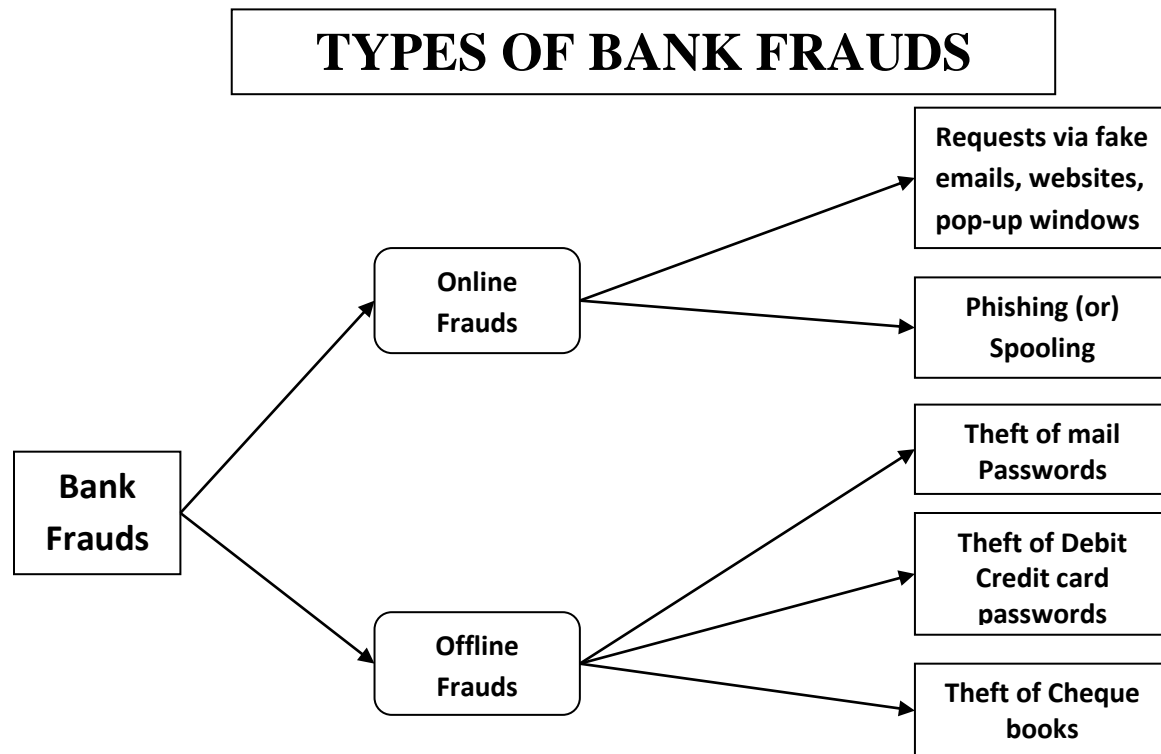 TYPES OF BANK FRAUDS
Requests via fake
emails, websites,
pop-up windows
Online
Frauds
Phishing (or)
Spooling
Theft of mail
Passwords
Bank
Frauds
Theft of Debit
Credit card
passwords
Offline
Frauds
Theft of Cheque
books